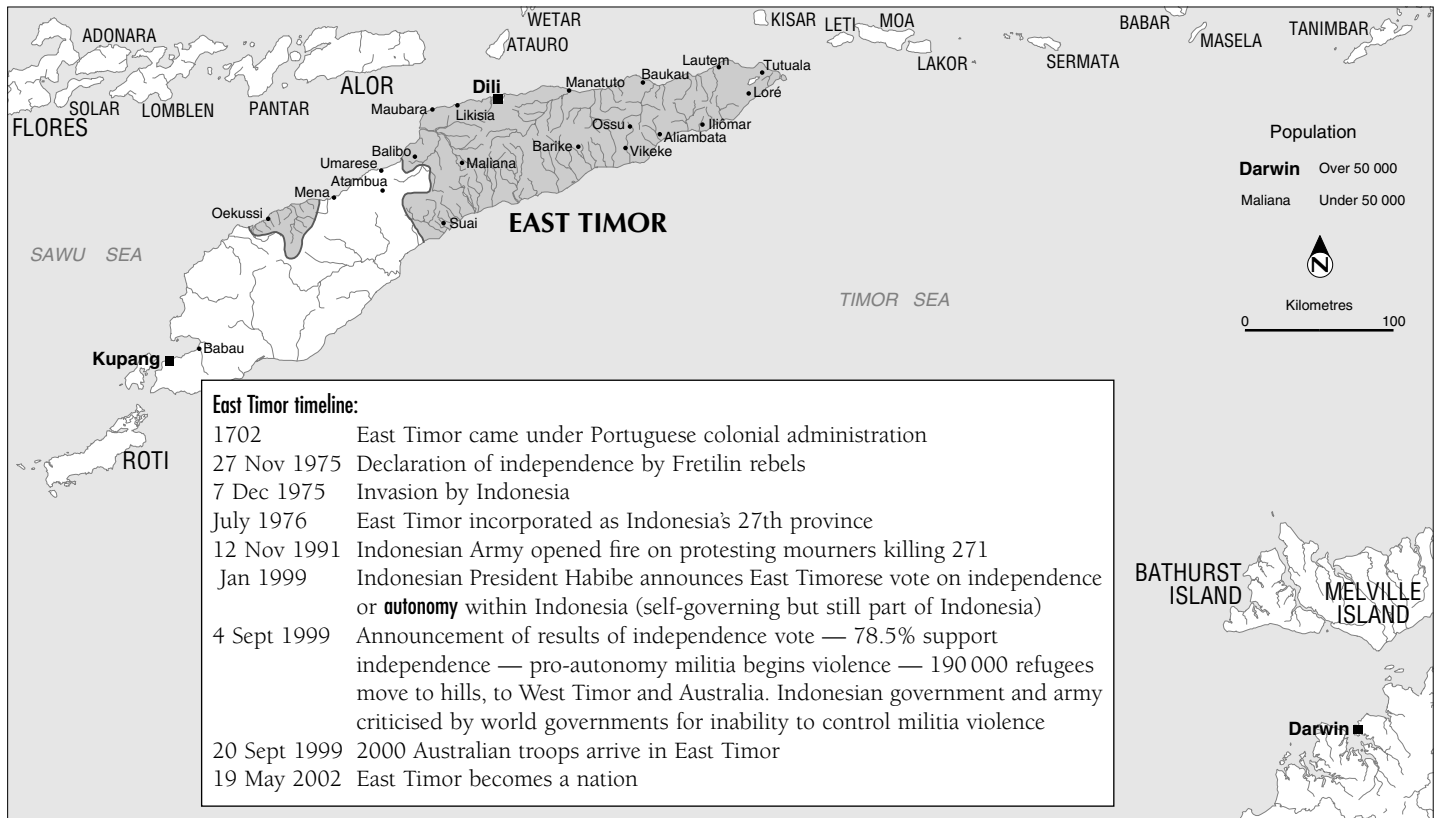 WETAR
KISAR
LETI
MOA
BABAR
TANIMBAR
ADONARA
ATAURO
MASELA
SERMATA
LAKOR
Lautem
Tutuala
Baukau
Manatuto
ALOR
Dili
Loré
SOLAR
LOMBLEN
PANTAR
Maubara
Likisia
FLORES
Ossu
Iliomar
Aliambata
Barike
Vikeke
Balibo
Umarese
Maliana
Atambua
Mena
Oekussi
Suai
EAST TIMOR
SAWU SEA
TIMOR SEA
Population
Darwin Over 50 000
Maliana Under 50 000
N
Kilometres
0 100
Babau
Kupang
ROTI
East Timor timeline:
1702 East Timor came under Portuguese colonial administration
27 Nov 1975 Declaration of independence by Fretilin rebels
7 Dec 1975 Invasion by Indonesia
July 1976 East Timor incorporated as Indonesia's 27th province
12 Nov 1991 Indonesian Army opened fire on protesting mourners killing 271
Jan 1999 Indonesian President Habibe announces East Timorese vote on independence
or autonomy within Indonesia (self-governing but still part of Indonesia)
4 Sept 1999 Announcement of results of independence vote — 78.5% support
independence — pro-autonomy militia begins violence — 190 000 refugees
move to hills, to West Timor and Australia. Indonesian government and army
criticised by world governments for inability to control militia violence
20 Sept 1999 2000 Australian troops arrive in East Timor
19 May 2002 East Timor becomes a nation
BATHURST
ISLAND
MELVILLE
ISLAND
Darwin